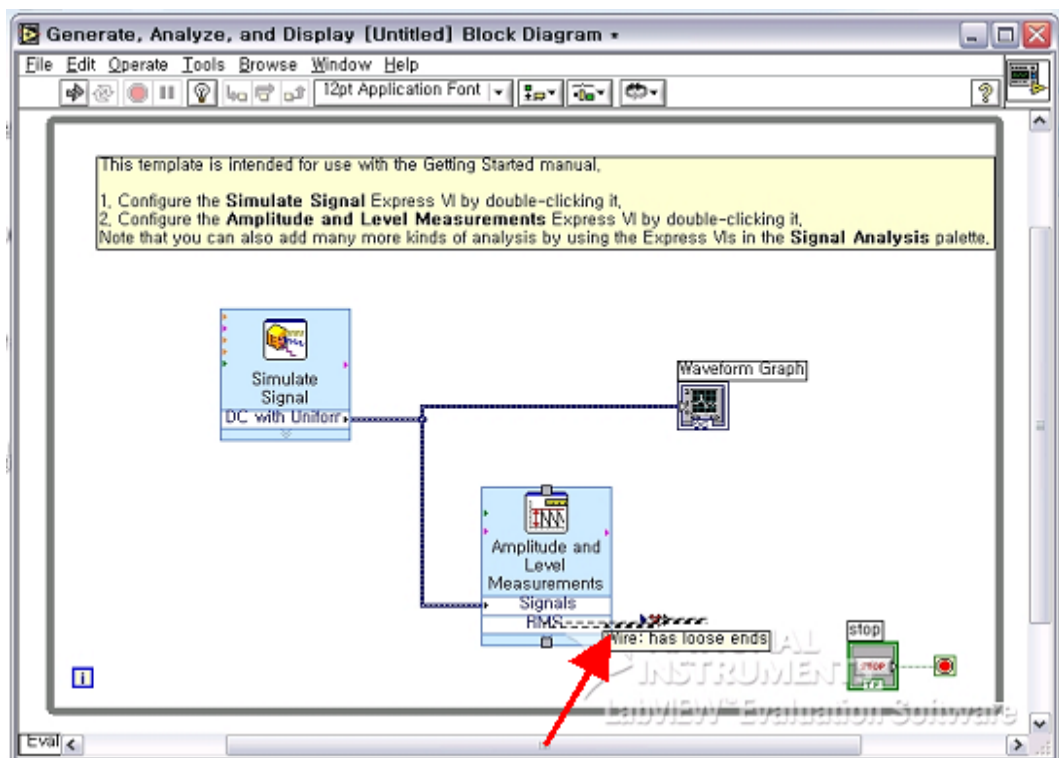 Generate, Analyze, and Display [Untitled] Block Diagram *
File Edit Operate Tools Browse Window Help
12pt Application Font
This template is intended for use with the Getting Started manual.
1. Configure the Simulate Signal Express VI by double-clicking it.
2. Configure the Amplitude and Level Measurements Express VI by double-clicking it.
Note that you can also add many more kinds of analysis by using the Express VIs in the Signal Analysis palette.
Simulate
Signal
DC with Uniforr
Waveform Graph
Amplitude and
Level
Measurements
Signals
RMS
Wire: has loose ends
stop
STOP
TF
i
NATIONAL
INSTRUMENTS
LabVIEW™ Evaluation Software
Eval